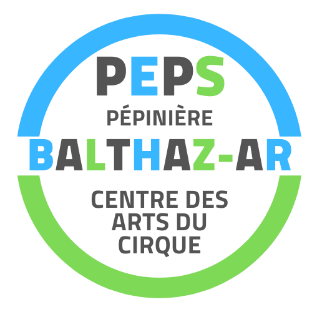 PEPS
PÉPINIÈRE
BALTHAZ-AR
CENTRE DES
ARTS DU
CIRQUE